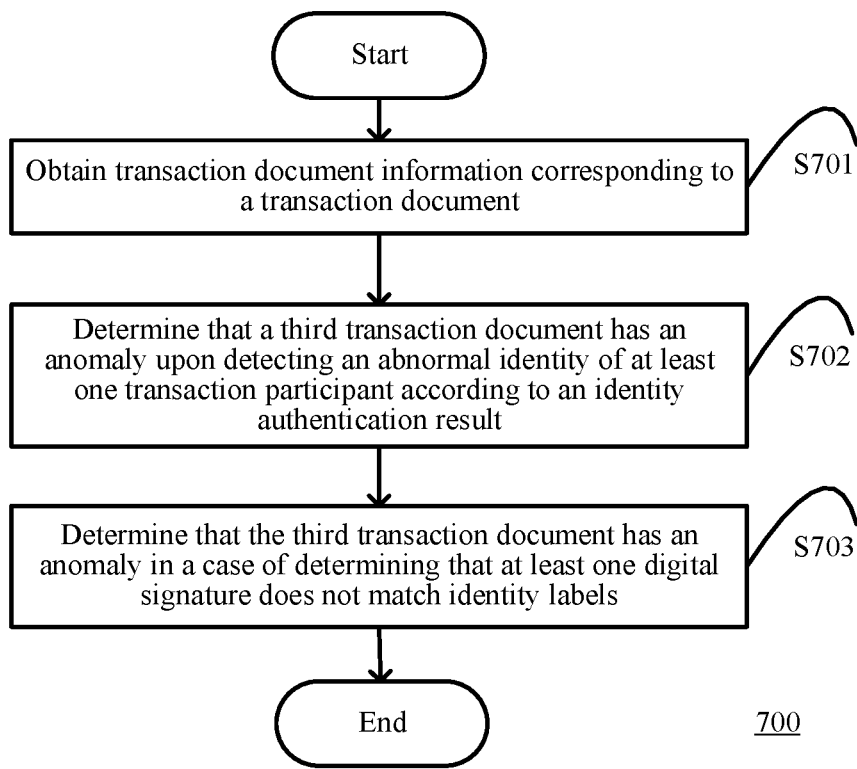 Start
Obtain transaction document information corresponding to
a transaction document
S701
Determine that a third transaction document has an
anomaly upon detecting an abnormal identity of at least
one transaction participant according to an identity
authentication result
S702
Determine that the third transaction document has an
anomaly in a case of determining that at least one digital
signature does not match identity labels
S703
End
700